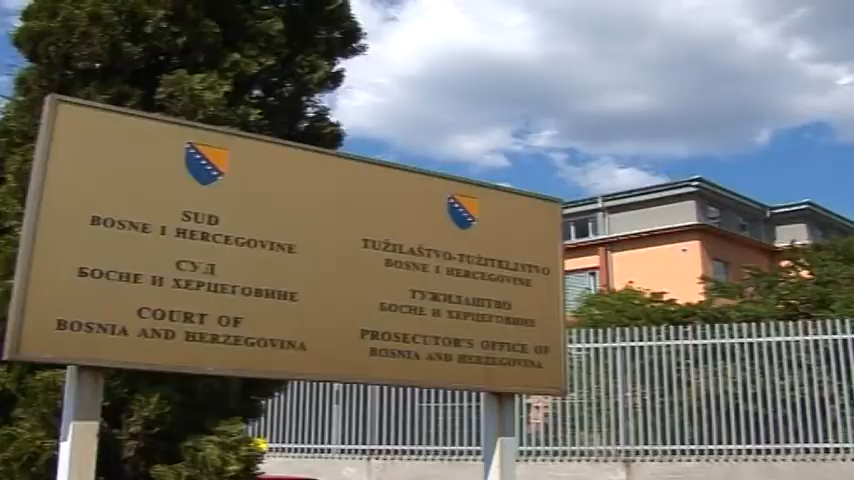 SUD
BOSNE I HERCEGOVINE
СУД
БОСНЕ И ХЕРЦЕГОВИНЕ
COURT OF
BOSNIA AND HERZEGOVINA
TUŽILAŠTVO-TUŽITELJSTVO
BOSNE I HERCEGOVINE
ТУЖИЛАШТВО
БОСНЕ И ХЕРЦЕГОВИНЕ
PROSECUTOR'S OFFICE OF
BOSNIA AND HERZEGOVINA